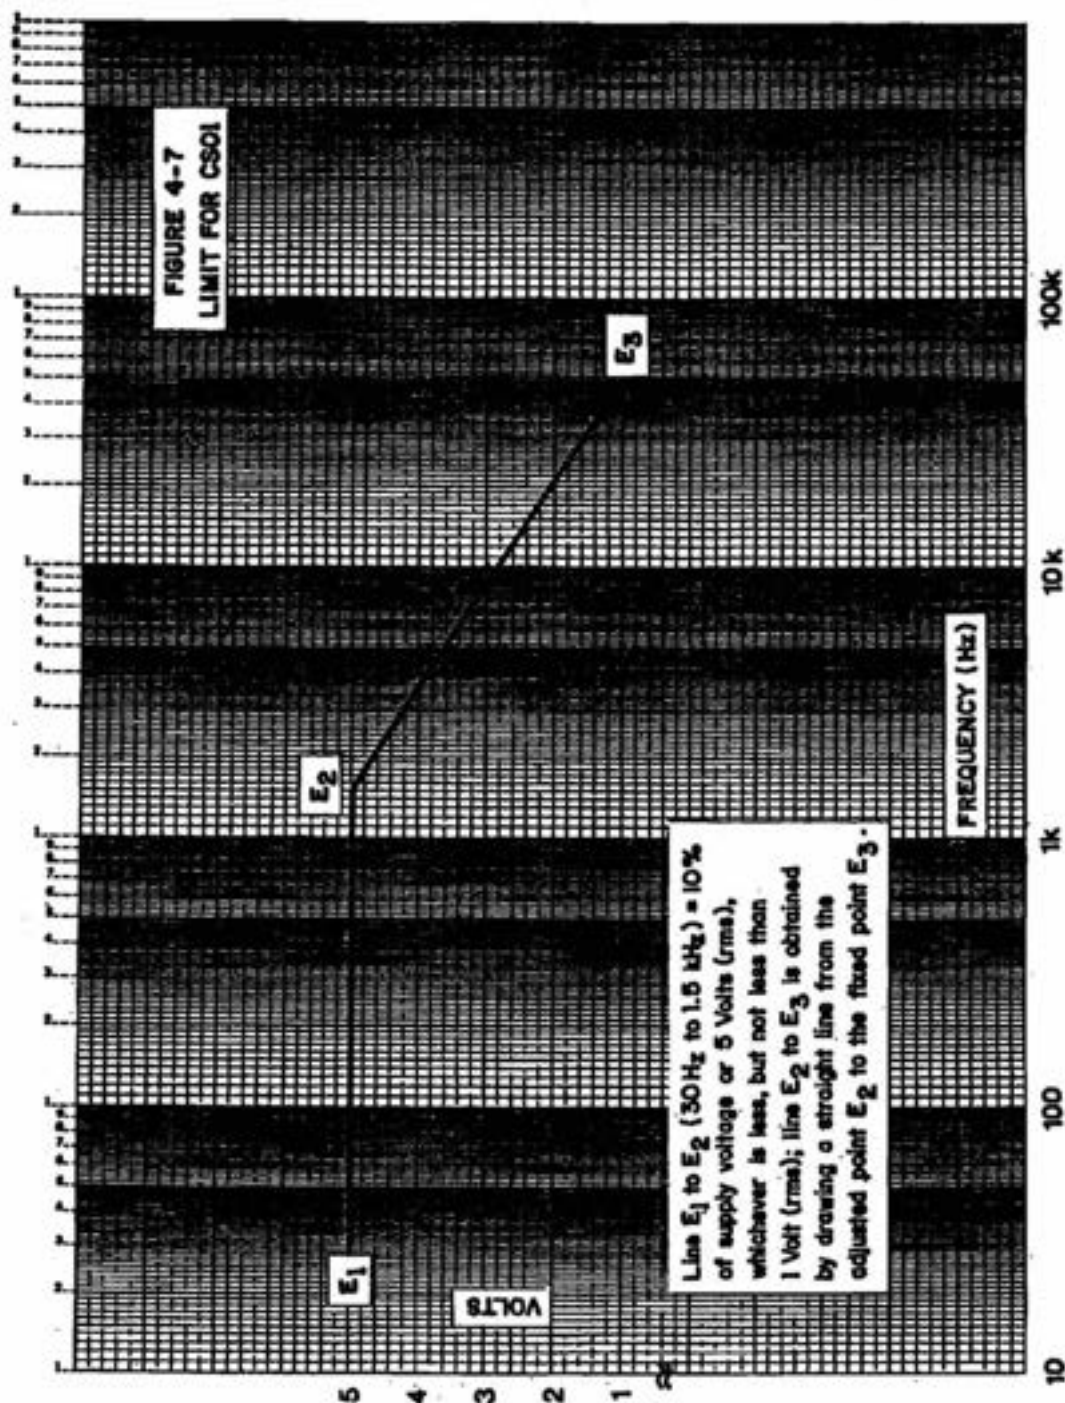 FIGURE 4-7
LIMIT FOR CS01
E1
E2
E3
VOLTS
5
4
3
2
1
Line E1 to E2 (30 Hz to 1.5 kHz) = 10%
of supply voltage or 5 Volts (rms),
whichever is less, but not less than
1 Volt (rms); line E2 to E3 is obtained
by drawing a straight line from the
adjusted point E2 to the fixed point E3.
FREQUENCY (Hz)
10
100
1k
10k
100k